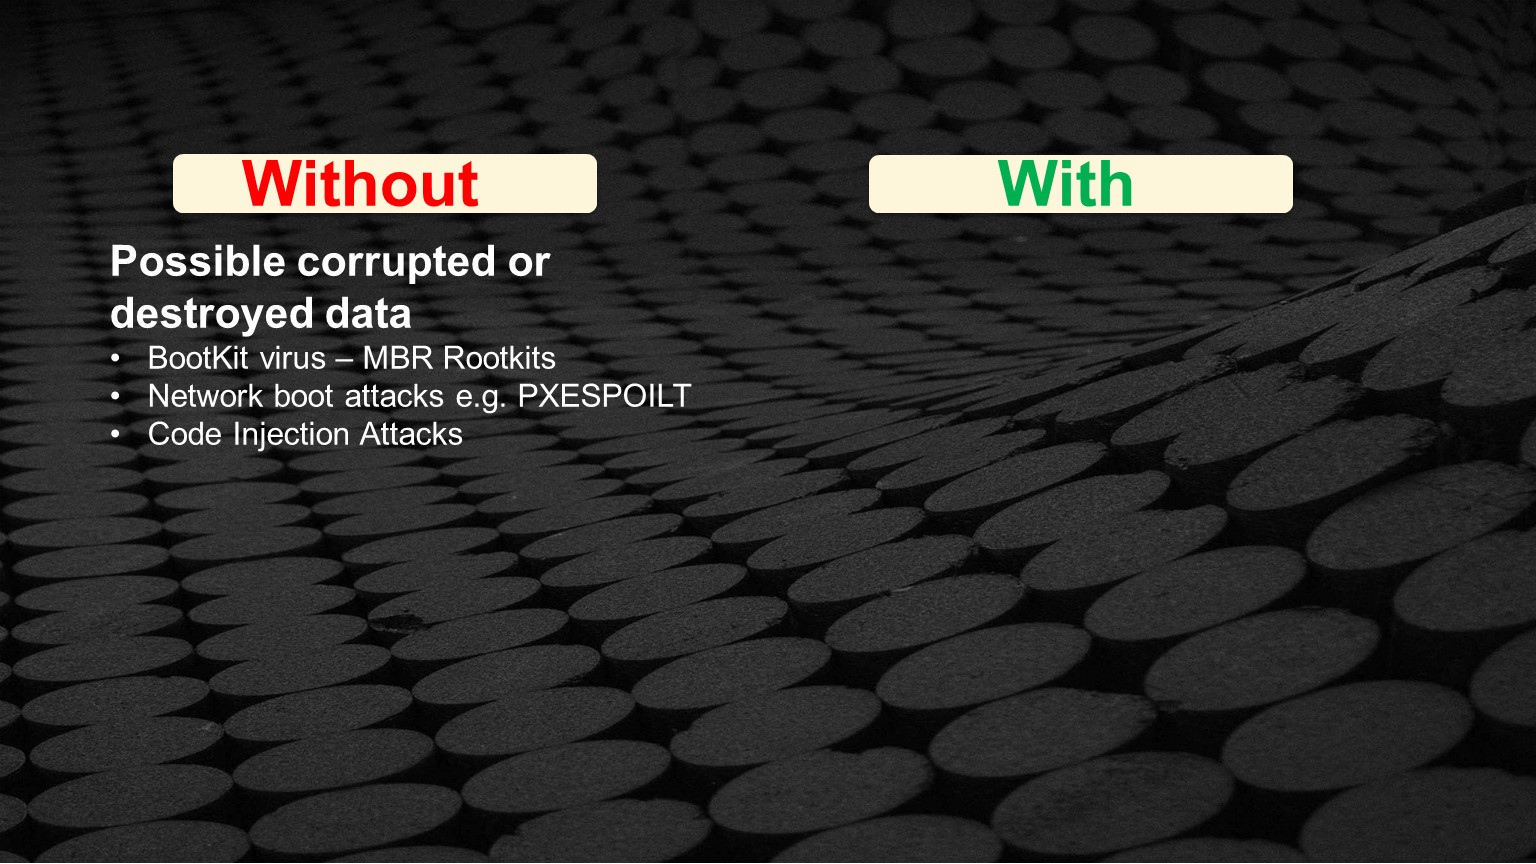 Without
With
Possible corrupted or
destroyed data
• BootKit virus – MBR Rootkits
• Network boot attacks e.g. PXESPOILT
• Code Injection Attacks